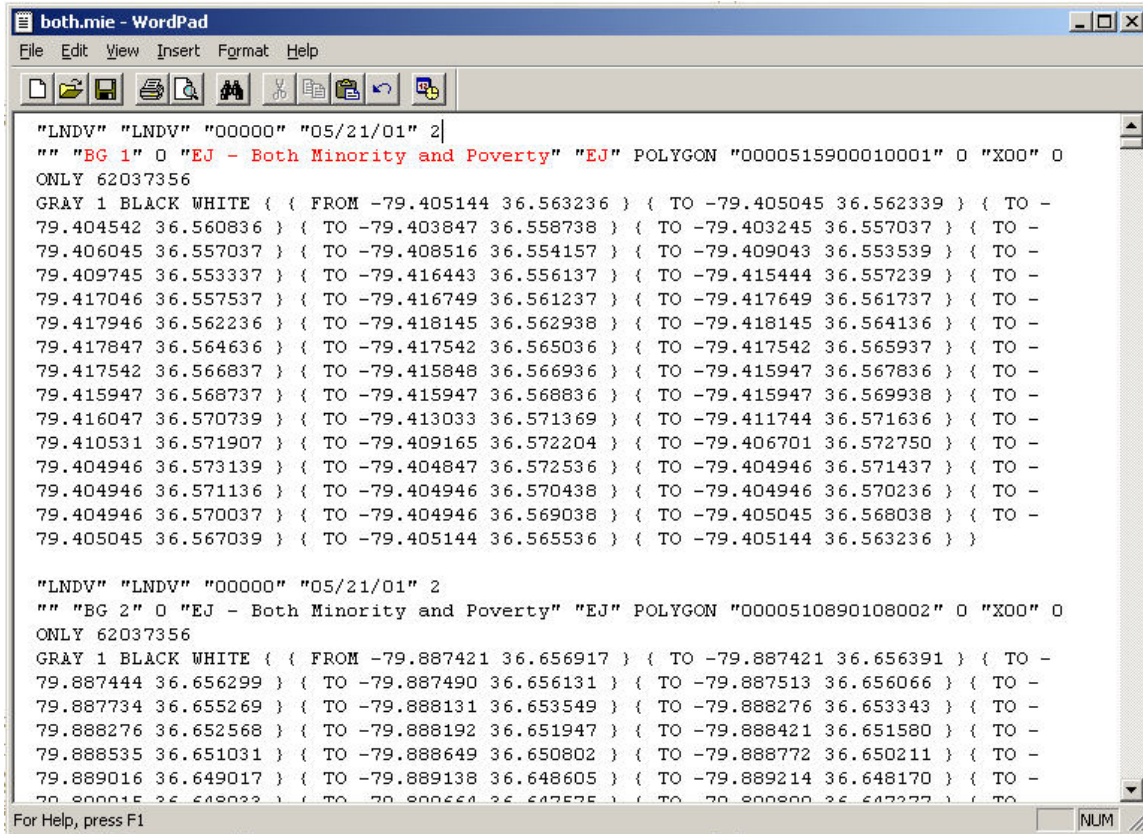 both.mie - WordPad
File Edit View Insert Format Help
"LNDV" "LNDV" "00000" "05/21/01" 2
"" "BG 1" 0 "EJ - Both Minority and Poverty" "EJ" POLYGON "0000515900010001" 0 "X00" 0
ONLY 62037356
GRAY 1 BLACK WHITE { { FROM -79.405144 36.563236 } { TO -79.405045 36.562339 } { TO -
79.404542 36.560836 } { TO -79.403847 36.558738 } { TO -79.403245 36.557037 } { TO -
79.406045 36.557037 } { TO -79.408516 36.554157 } { TO -79.409043 36.553539 } { TO -
79.409745 36.553337 } { TO -79.416443 36.556137 } { TO -79.415444 36.557239 } { TO -
79.417046 36.557537 } { TO -79.416749 36.561237 } { TO -79.417649 36.561737 } { TO -
79.417946 36.562236 } { TO -79.418145 36.562938 } { TO -79.418145 36.564136 } { TO -
79.417847 36.564636 } { TO -79.417542 36.565036 } { TO -79.417542 36.565937 } { TO -
79.417542 36.566837 } { TO -79.415848 36.566936 } { TO -79.415947 36.567836 } { TO -
79.415947 36.568737 } { TO -79.415947 36.568836 } { TO -79.415947 36.569938 } { TO -
79.416047 36.570739 } { TO -79.413033 36.571369 } { TO -79.411744 36.571636 } { TO -
79.410531 36.571907 } { TO -79.409165 36.572204 } { TO -79.406701 36.572750 } { TO -
79.404946 36.573139 } { TO -79.404847 36.572536 } { TO -79.404946 36.571437 } { TO -
79.404946 36.571136 } { TO -79.404946 36.570438 } { TO -79.404946 36.570236 } { TO -
79.404946 36.570037 } { TO -79.404946 36.569038 } { TO -79.405045 36.568038 } { TO -
79.405045 36.567039 } { TO -79.405144 36.565536 } { TO -79.405144 36.563236 } }
"LNDV" "LNDV" "00000" "05/21/01" 2
"" "BG 2" 0 "EJ - Both Minority and Poverty" "EJ" POLYGON "0000510890108002" 0 "X00" 0
ONLY 62037356
GRAY 1 BLACK WHITE { { FROM -79.887421 36.656917 } { TO -79.887421 36.656391 } { TO -
79.887444 36.656299 } { TO -79.887490 36.656131 } { TO -79.887513 36.656066 } { TO -
79.887734 36.655269 } { TO -79.888131 36.653549 } { TO -79.888276 36.653343 } { TO -
79.888276 36.652568 } { TO -79.888192 36.651947 } { TO -79.888421 36.651580 } { TO -
79.888535 36.651031 } { TO -79.888649 36.650802 } { TO -79.888772 36.650211 } { TO -
79.889016 36.649017 } { TO -79.889138 36.648605 } { TO -79.889214 36.648170 } { TO -
For Help, press F1
NUM